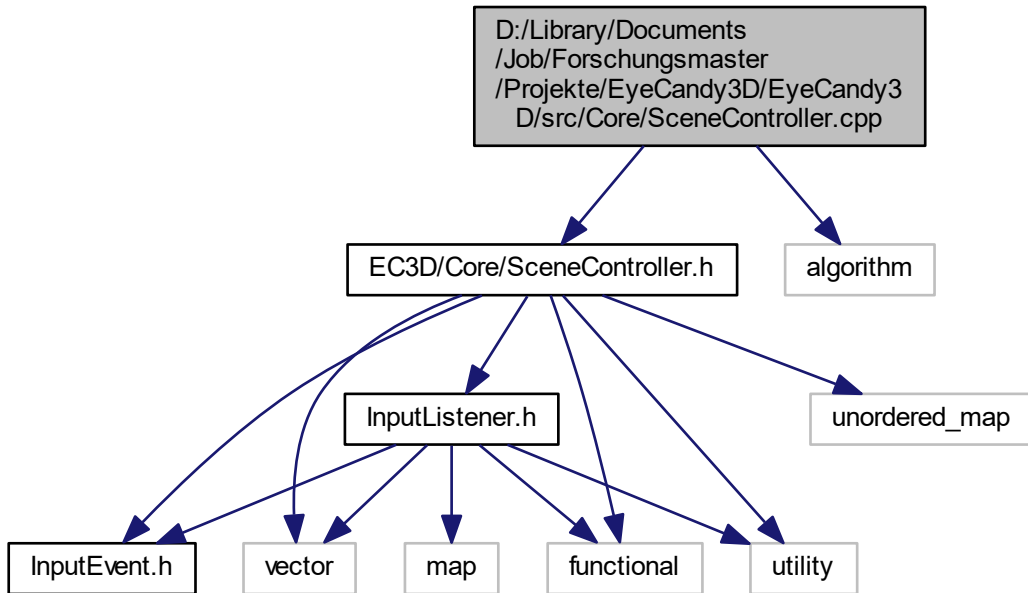 D:/Library/Documents
/Job/Forschungsmaster
/Projekte/EyeCandy3D/EyeCandy3
D/src/Core/SceneController.cpp
EC3D/Core/SceneController.h
algorithm
InputListener.h
unordered_map
InputEvent.h
vector
map
functional
utility